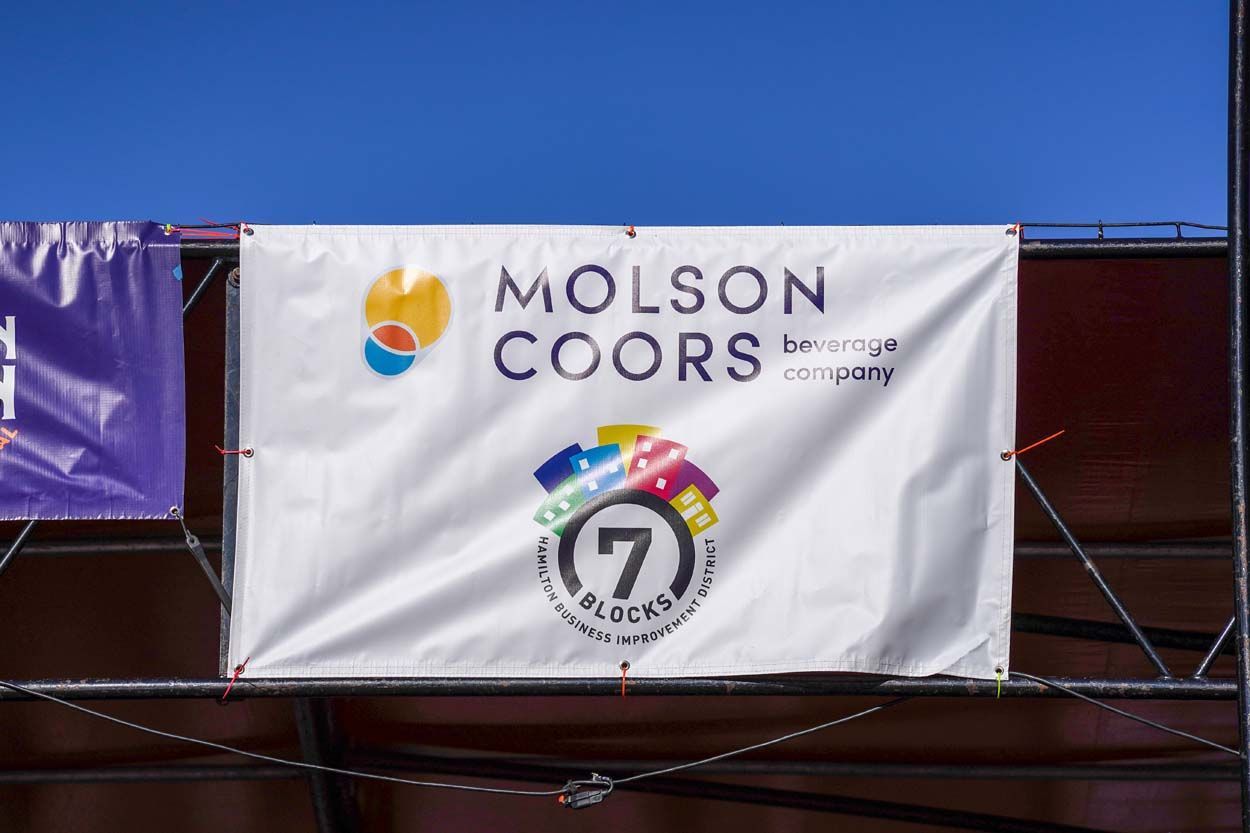 MOLSON
COORS beverage
company
7
BLOCKS
HAMILTON BUSINESS IMPROVEMENT DISTRICT